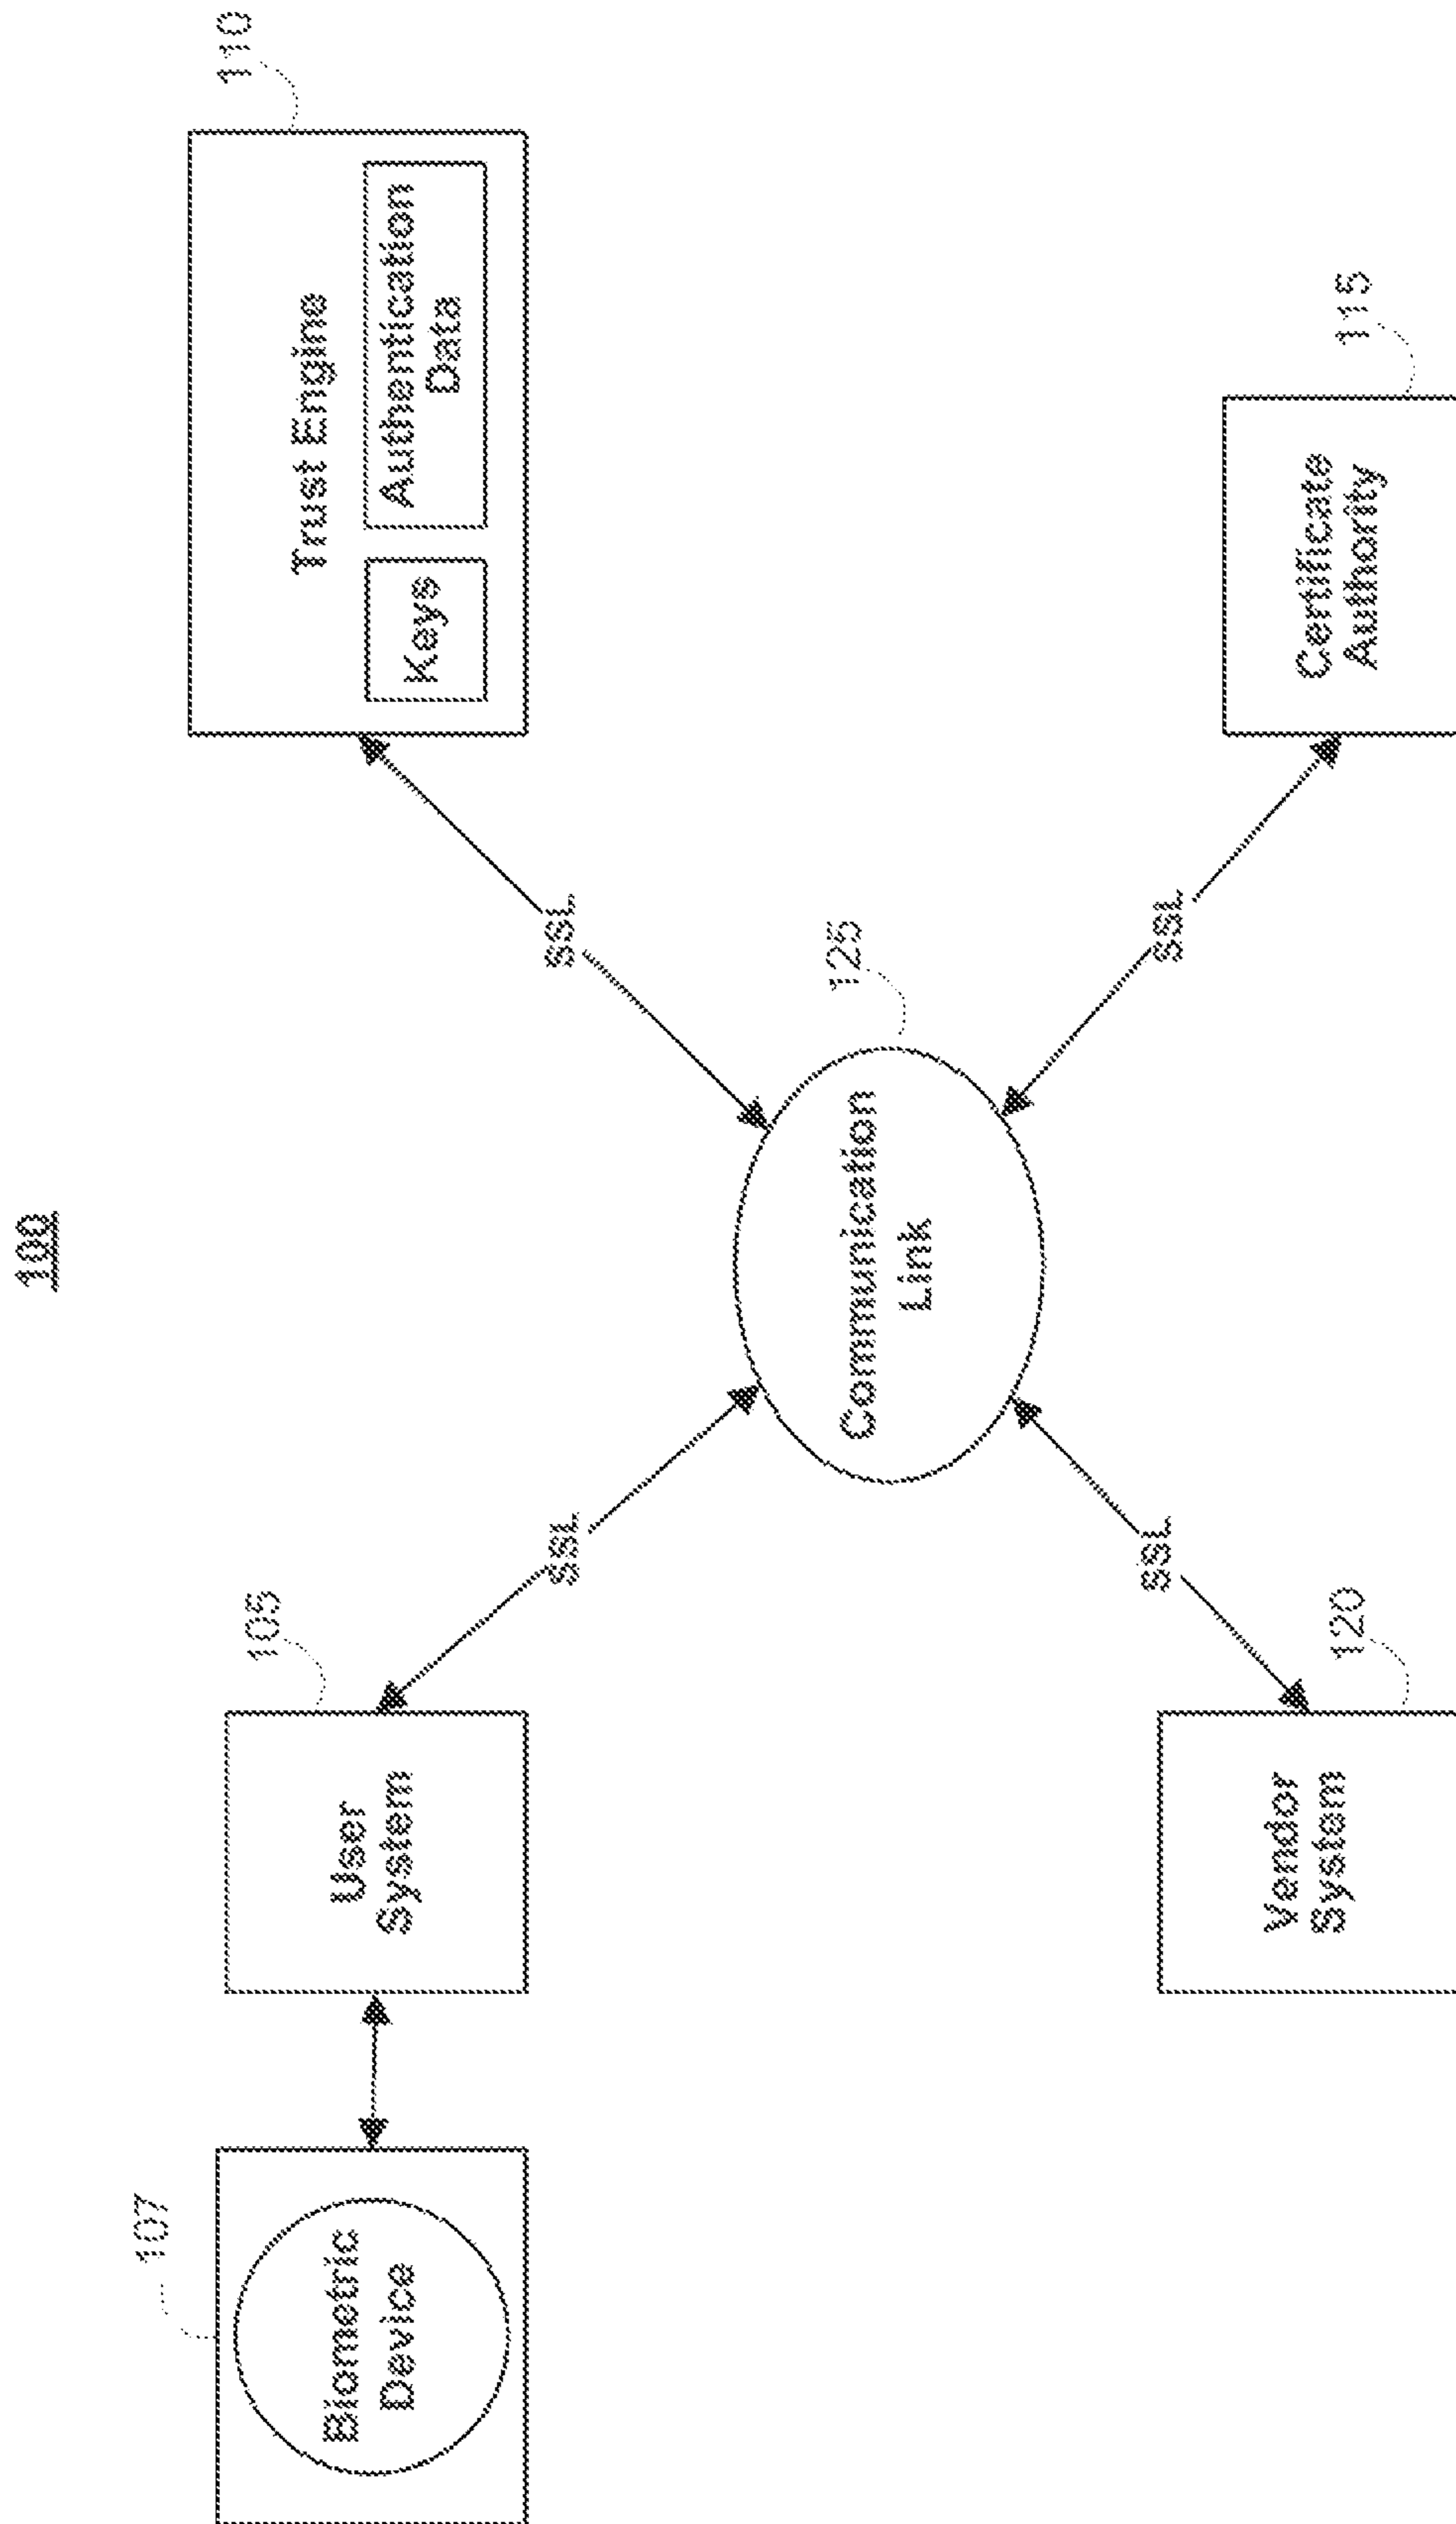 100
107
Biometric
Device
User
System
105
SSL
Trust Engine
110
Keys
Authentication
Data
SSL
Communication
Link
125
Vendor
System
120
SSL
SSL
Certificate
Authority
115